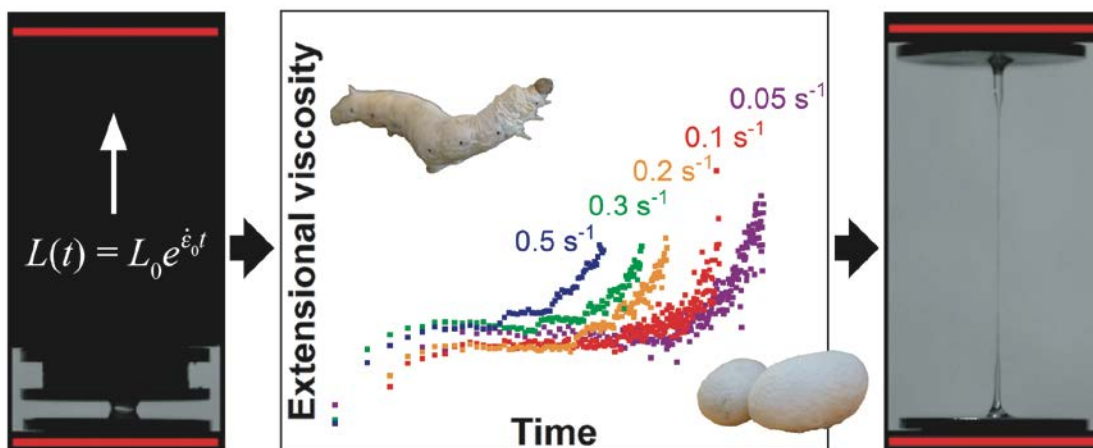 L(t) = L₀e^ε̇₀t
Extensional viscosity
0.5 s⁻¹
0.3 s⁻¹
0.2 s⁻¹
0.1 s⁻¹
0.05 s⁻¹
Time